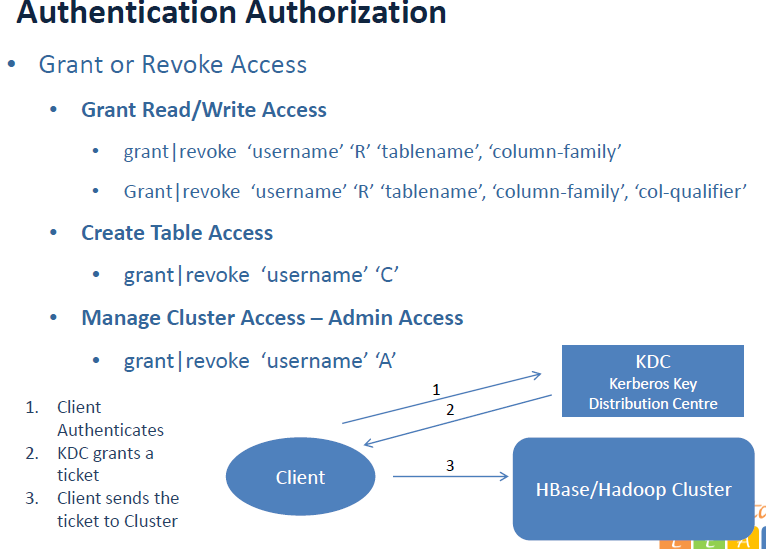 Authentication Authorization
• Grant or Revoke Access
• Grant Read/Write Access
• grant|revoke ‘username’ ‘R’ ‘tablename’, ‘column-family’
• Grant|revoke ‘username’ ‘R’ ‘tablename’, ‘column-family’, ‘col-qualifier’
• Create Table Access
• grant|revoke ‘username’ ‘C’
• Manage Cluster Access – Admin Access
• grant|revoke ‘username’ ‘A’
1. Client
Authenticates
2. KDC grants a
ticket
3. Client sends the
ticket to Cluster
1
2
KDC
Kerberos Key
Distribution Centre
Client
3
HBase/Hadoop Cluster